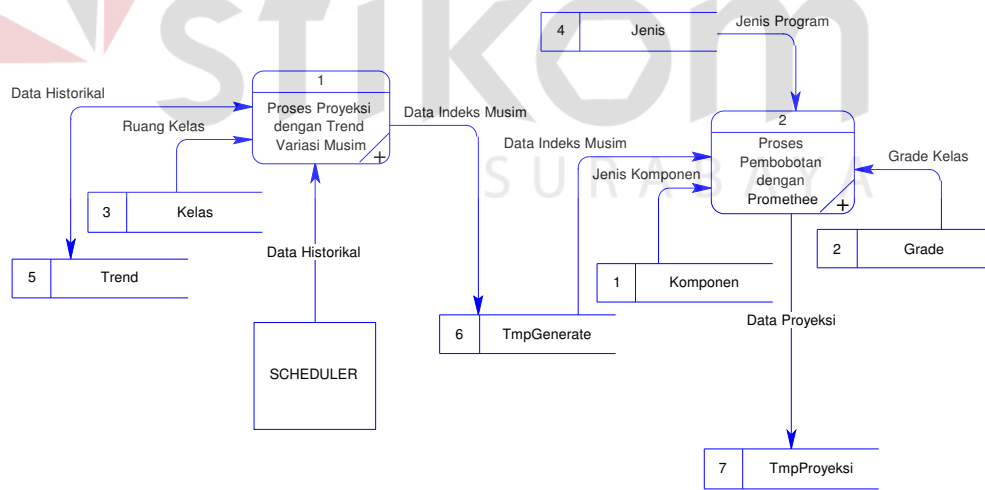 stikom
SURABAYA
4 Jenis
Jenis Program
1
Proses Proyeksi
dengan Trend
Variasi Musim
+
Data Historikal
Ruang Kelas
Data Indeks Musim
2
Proses
Pembobotan
dengan
Promethee
+
Data Indeks Musim
Jenis Komponen
Grade Kelas
3 Kelas
5 Trend
Data Historikal
1 Komponen
2 Grade
6 TmpGenerate
Data Proyeksi
SCHEDULER
7 TmpProyeksi